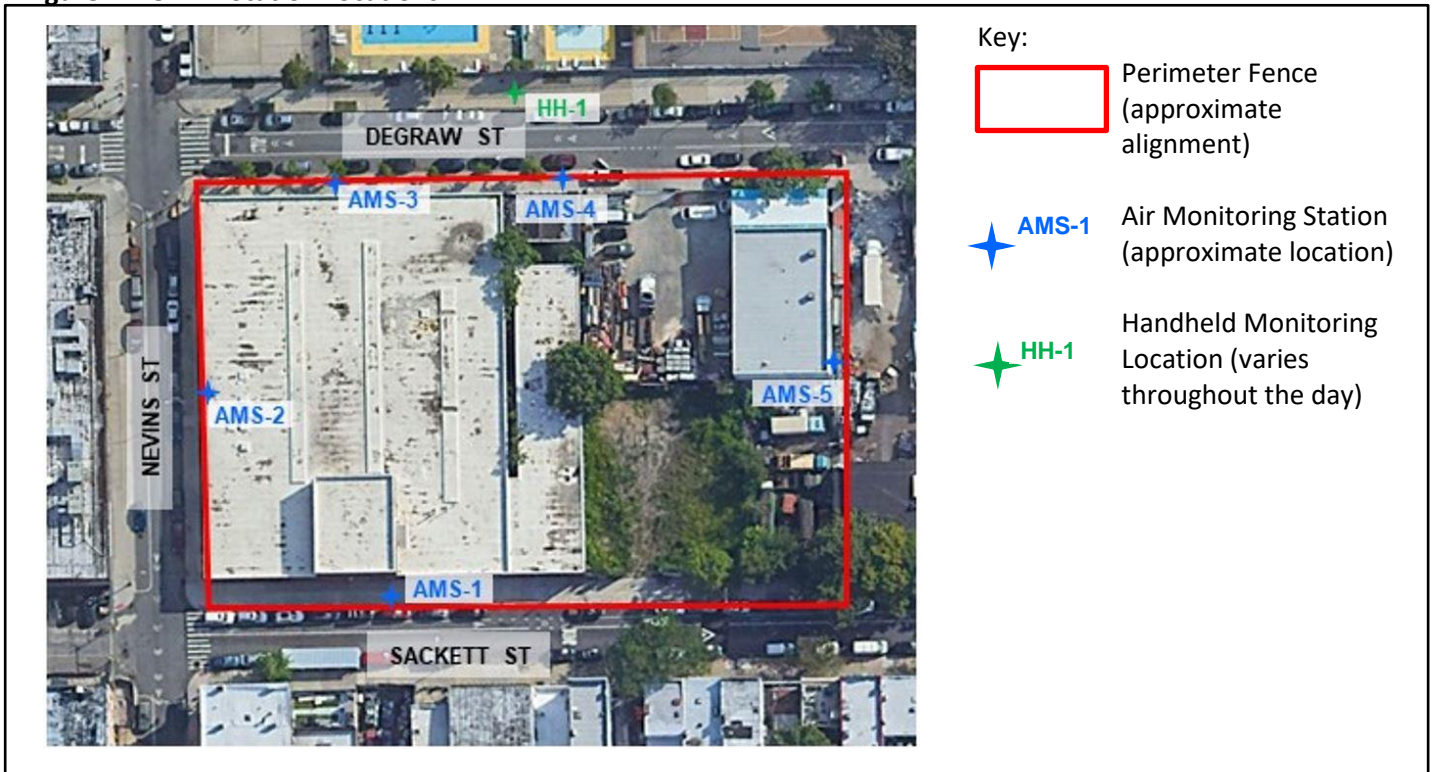 Key:
Perimeter Fence
(approximate
alignment)
AMS-1
Air Monitoring Station
(approximate location)
HH-1
Handheld Monitoring
Location (varies
throughout the day)
HH-1
DEGRAW ST
AMS-3
AMS-4
AMS-5
AMS-2
NEVINS ST
AMS-1
SACKETT ST